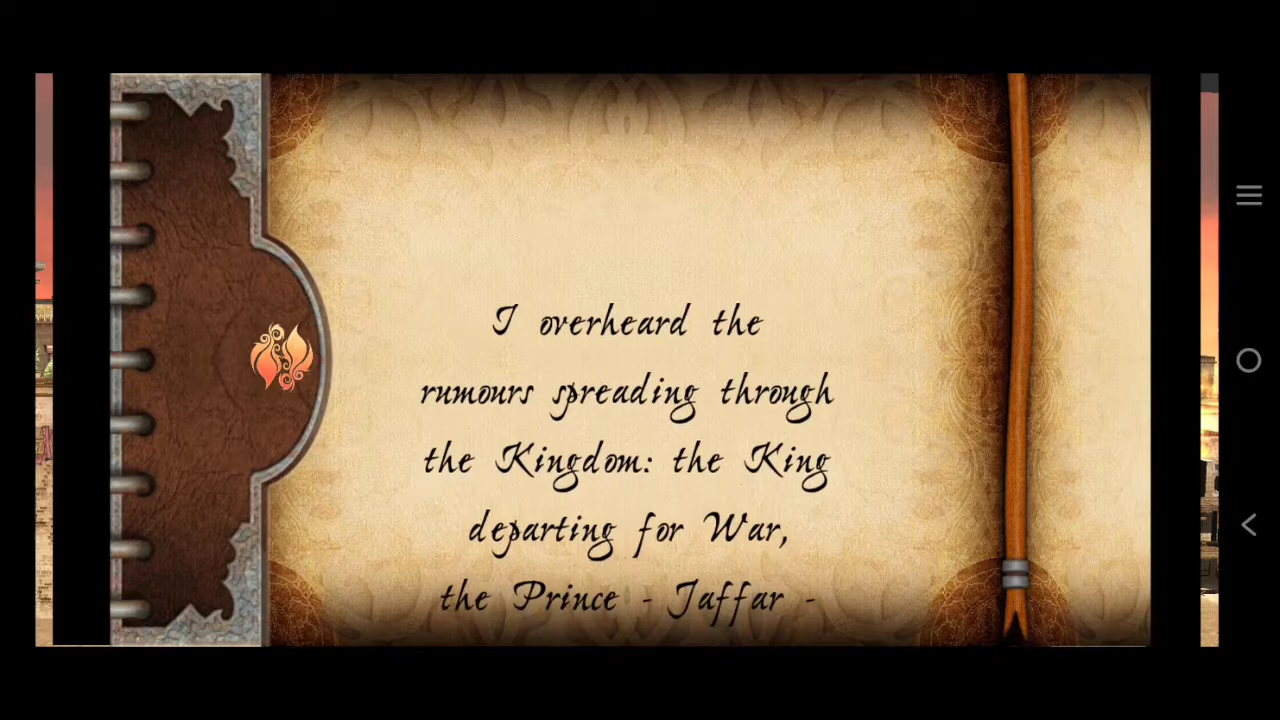 I overheard the
rumours spreading through
the Kingdom: the King
departing for War,
the Prince - Jaffar -